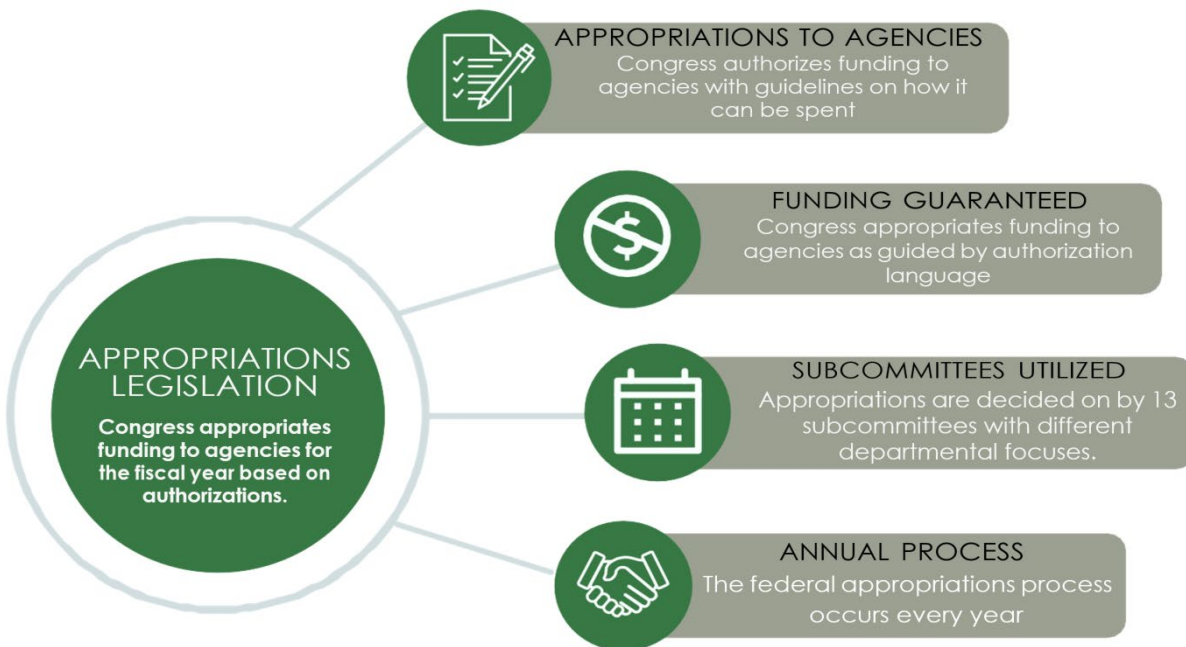 APPROPRIATIONS TO AGENCIES
Congress authorizes funding to
agencies with guidelines on how it
can be spent
FUNDING GUARANTEED
Congress appropriates funding to
agencies as guided by authorization
language
APPROPRIATIONS
LEGISLATION
Congress appropriates
funding to agencies for
the fiscal year based on
authorizations.
SUBCOMMITTEES UTILIZED
Appropriations are decided on by 13
subcommittees with different
departmental focuses.
ANNUAL PROCESS
The federal appropriations process
occurs every year